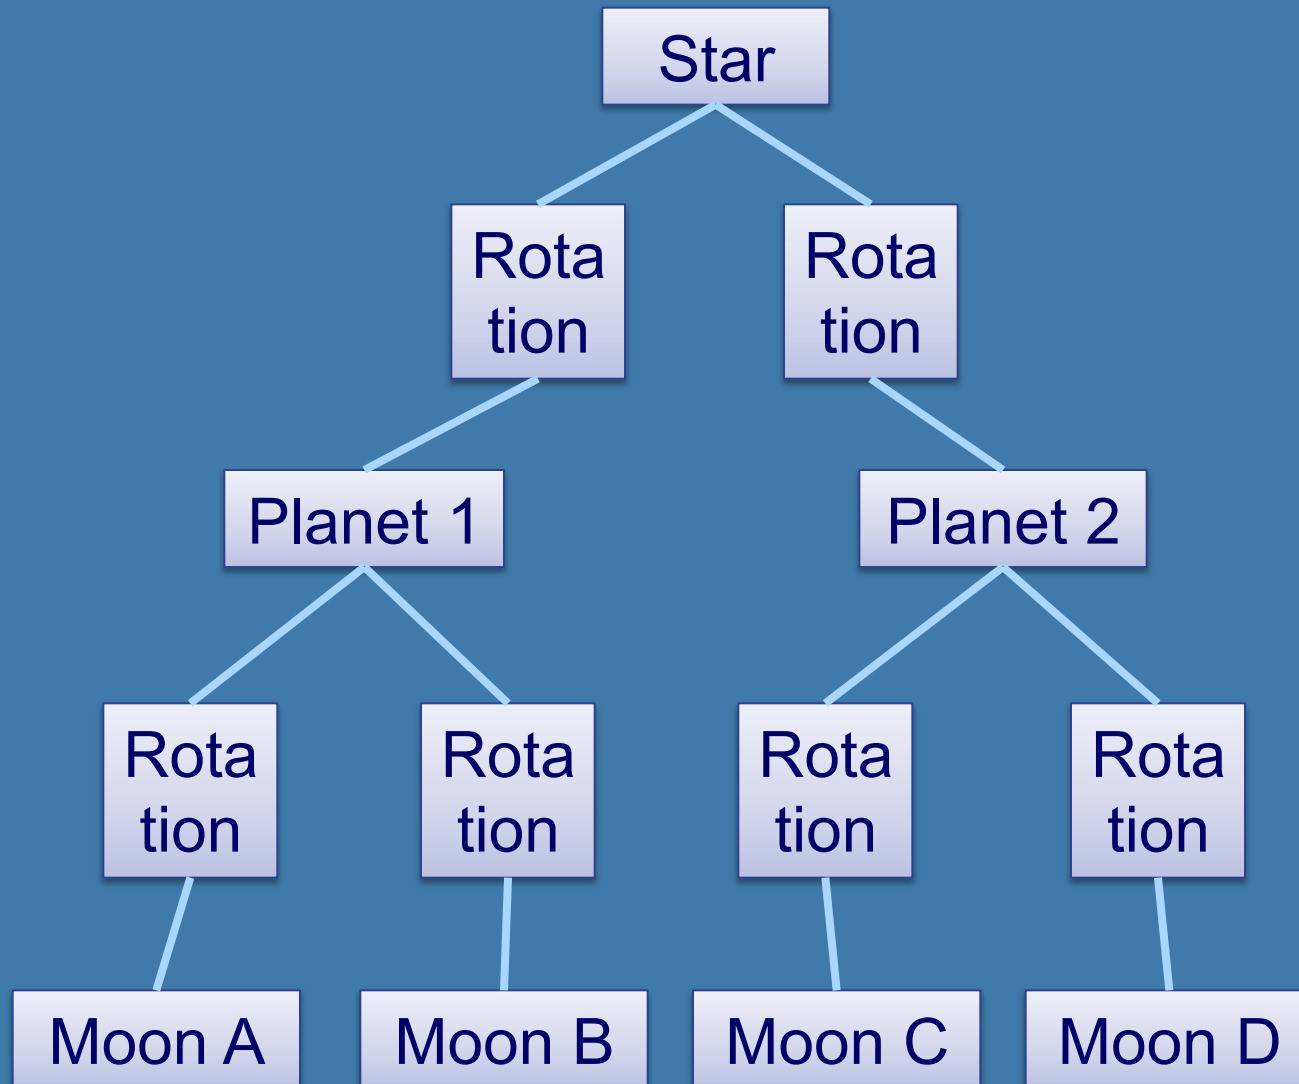 Star
Rota
tion
Rota
tion
Planet 1
Planet 2
Rota
tion
Rota
tion
Rota
tion
Rota
tion
Moon A
Moon B
Moon C
Moon D